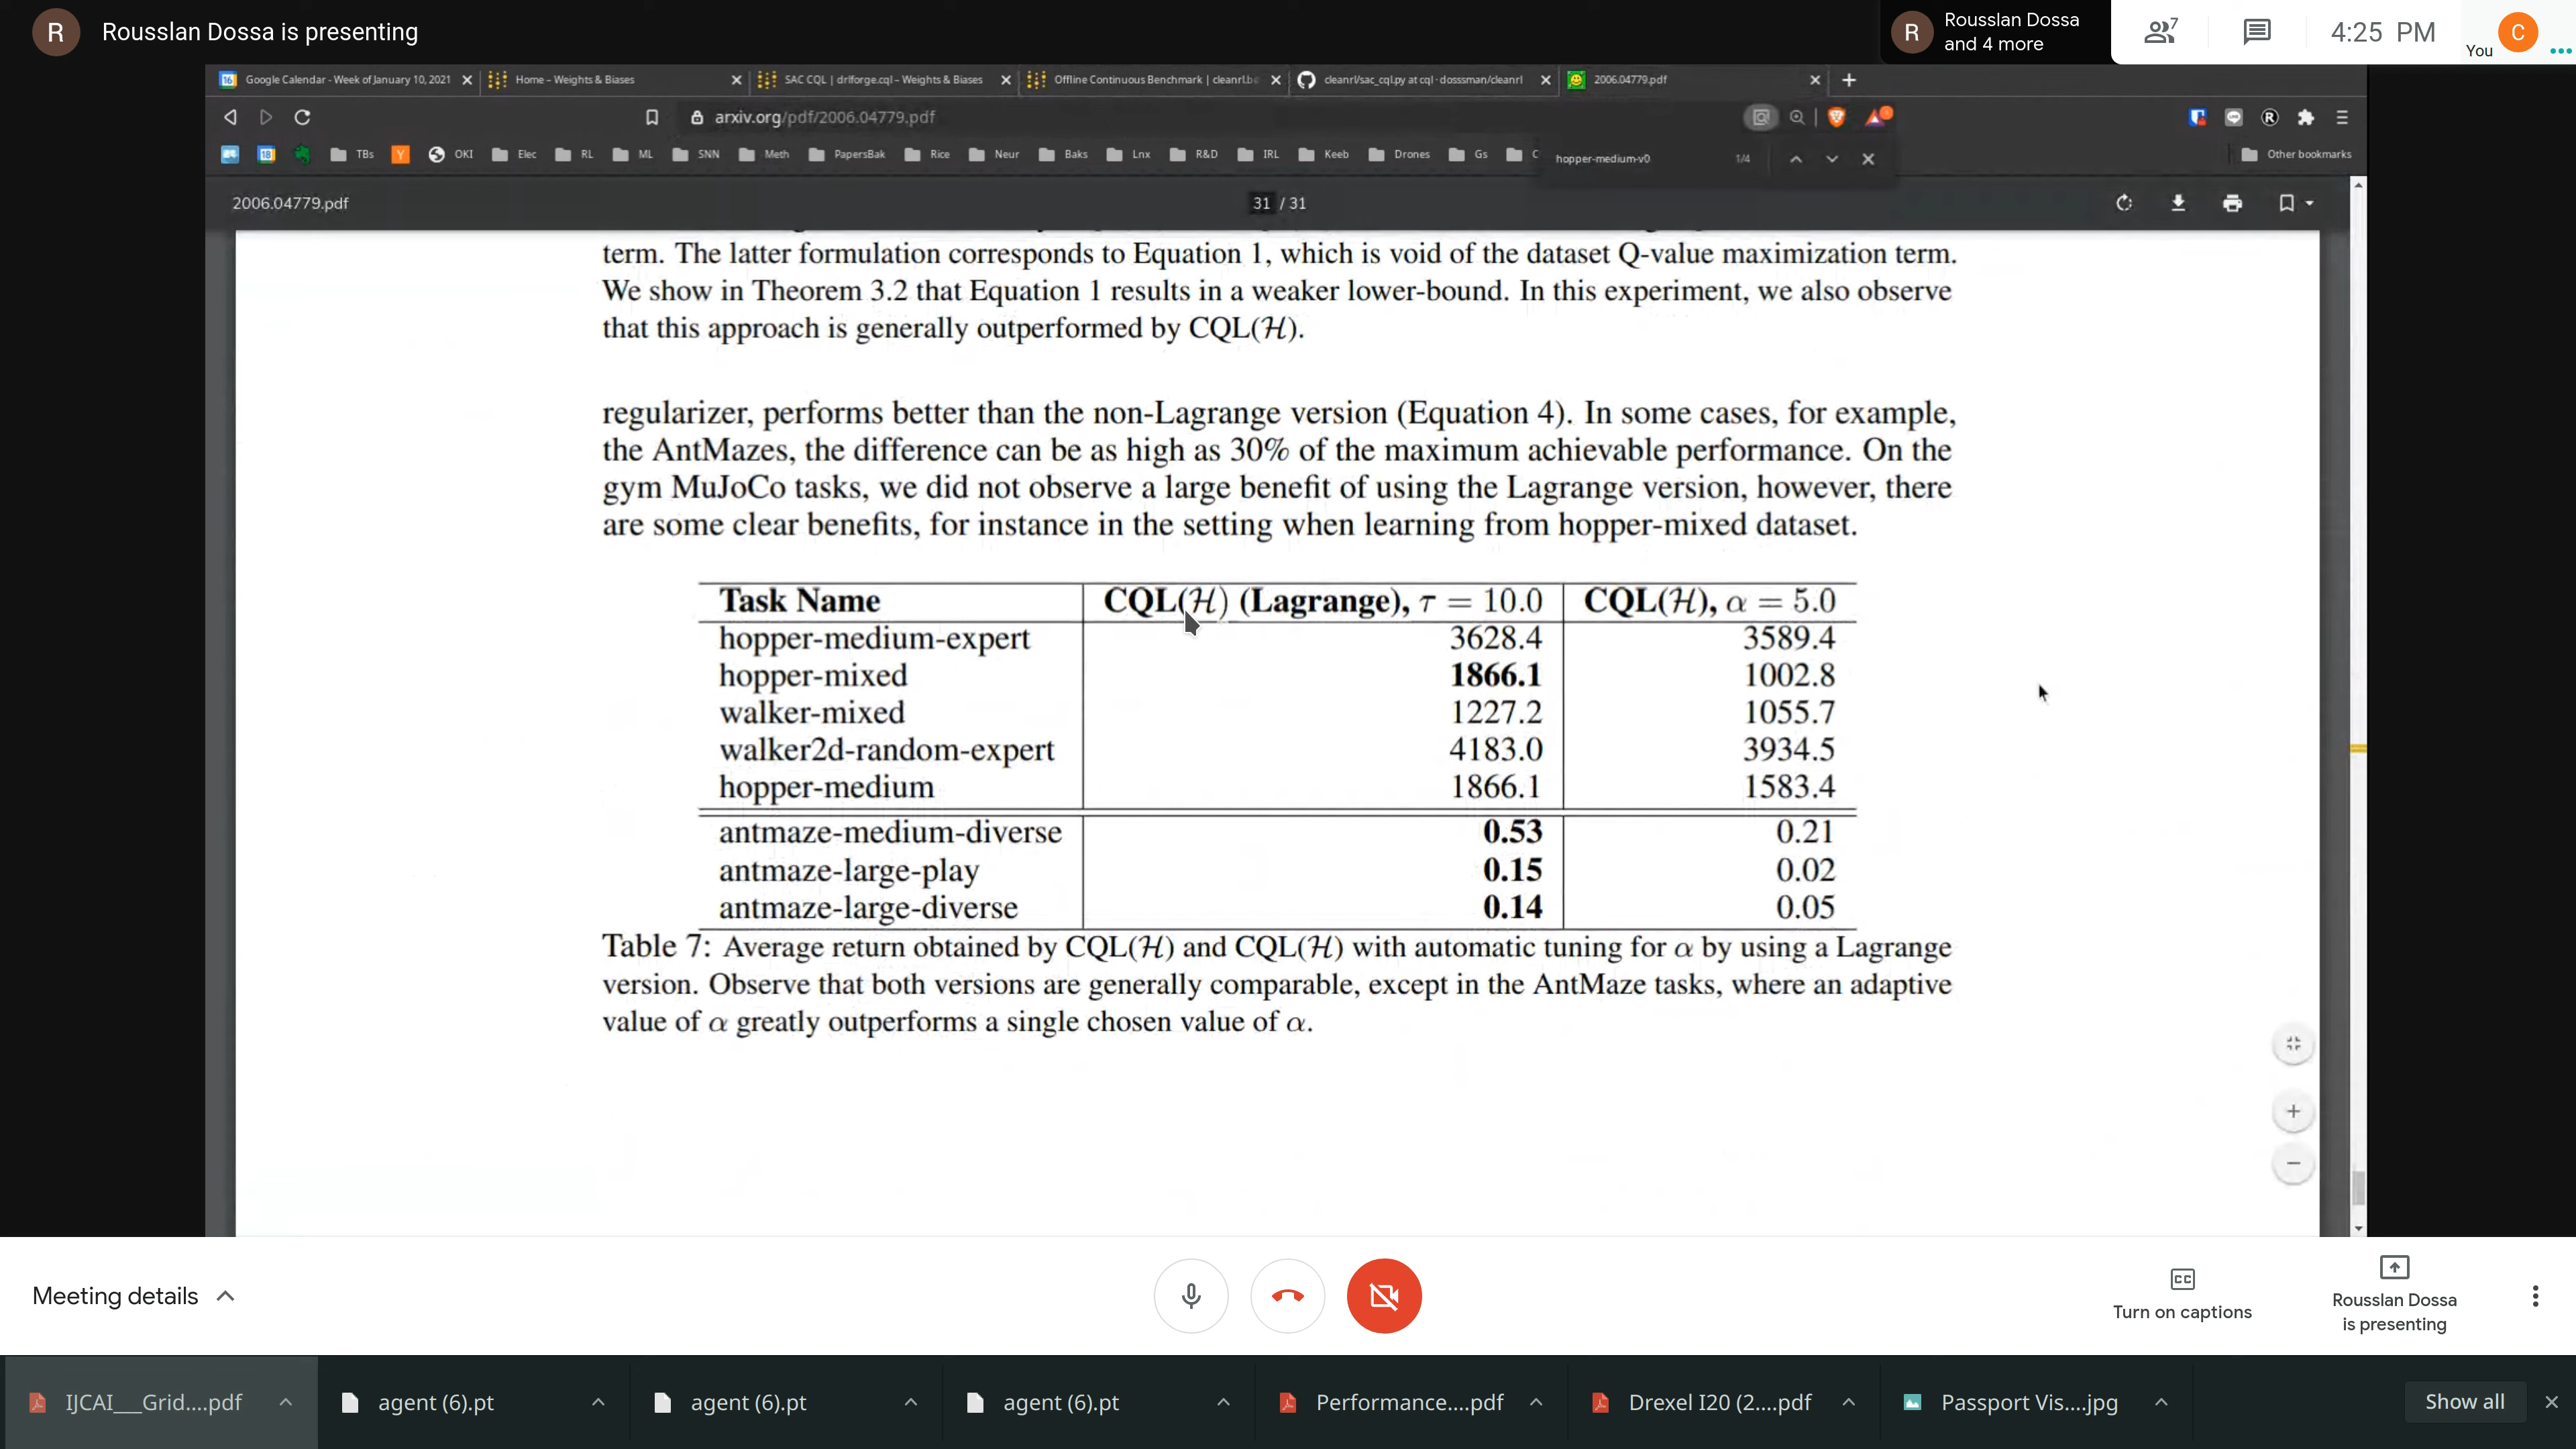 R Rousslan Dossa is presenting
R Rousslan Dossa
and 4 more
7
4:25 PM
You
C
16 Google Calendar - Week of January 10, 2021
Home – Weights & Biases
SAC CQL | drlforge.cql – Weights & Biases
Offline Continuous Benchmark | cleanrl.be
cleanrl/sac_cql.py at cql · dosssman/cleanrl
2006.04779.pdf
arxiv.org/pdf/2006.04779.pdf
18 TBs Y OKI Elec RL ML SNN Meth PapersBak Rice Neur Baks Lnx R&D IRL Keeb Drones Gs C
hopper-medium-v0 1/4
Other bookmarks
2006.04779.pdf
31 / 31
term. The latter formulation corresponds to Equation 1, which is void of the dataset Q-value maximization term.
We show in Theorem 3.2 that Equation 1 results in a weaker lower-bound. In this experiment, we also observe
that this approach is generally outperformed by CQL(ℋ).
regularizer, performs better than the non-Lagrange version (Equation 4). In some cases, for example,
the AntMazes, the difference can be as high as 30% of the maximum achievable performance. On the
gym MuJoCo tasks, we did not observe a large benefit of using the Lagrange version, however, there
are some clear benefits, for instance in the setting when learning from hopper-mixed dataset.
Task Name CQL(ℋ) (Lagrange), τ = 10.0 CQL(ℋ), α = 5.0
hopper-medium-expert 3628.4 3589.4
hopper-mixed 1866.1 1002.8
walker-mixed 1227.2 1055.7
walker2d-random-expert 4183.0 3934.5
hopper-medium 1866.1 1583.4
antmaze-medium-diverse 0.53 0.21
antmaze-large-play 0.15 0.02
antmaze-large-diverse 0.14 0.05
Table 7: Average return obtained by CQL(ℋ) and CQL(ℋ) with automatic tuning for α by using a Lagrange
version. Observe that both versions are generally comparable, except in the AntMaze tasks, where an adaptive
value of α greatly outperforms a single chosen value of α.
Meeting details
CC
Turn on captions
Rousslan Dossa
is presenting
IJCAI___Grid....pdf
agent (6).pt
agent (6).pt
agent (6).pt
Performance....pdf
Drexel I20 (2....pdf
Passport Vis....jpg
Show all